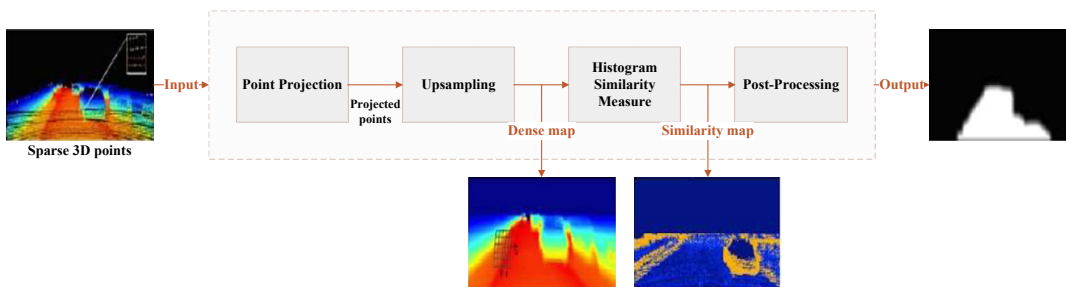 Sparse 3D points
Input
Point Projection
Projected
points
Upsampling
Dense map
Histogram
Similarity
Measure
Similarity map
Post-Processing
Output